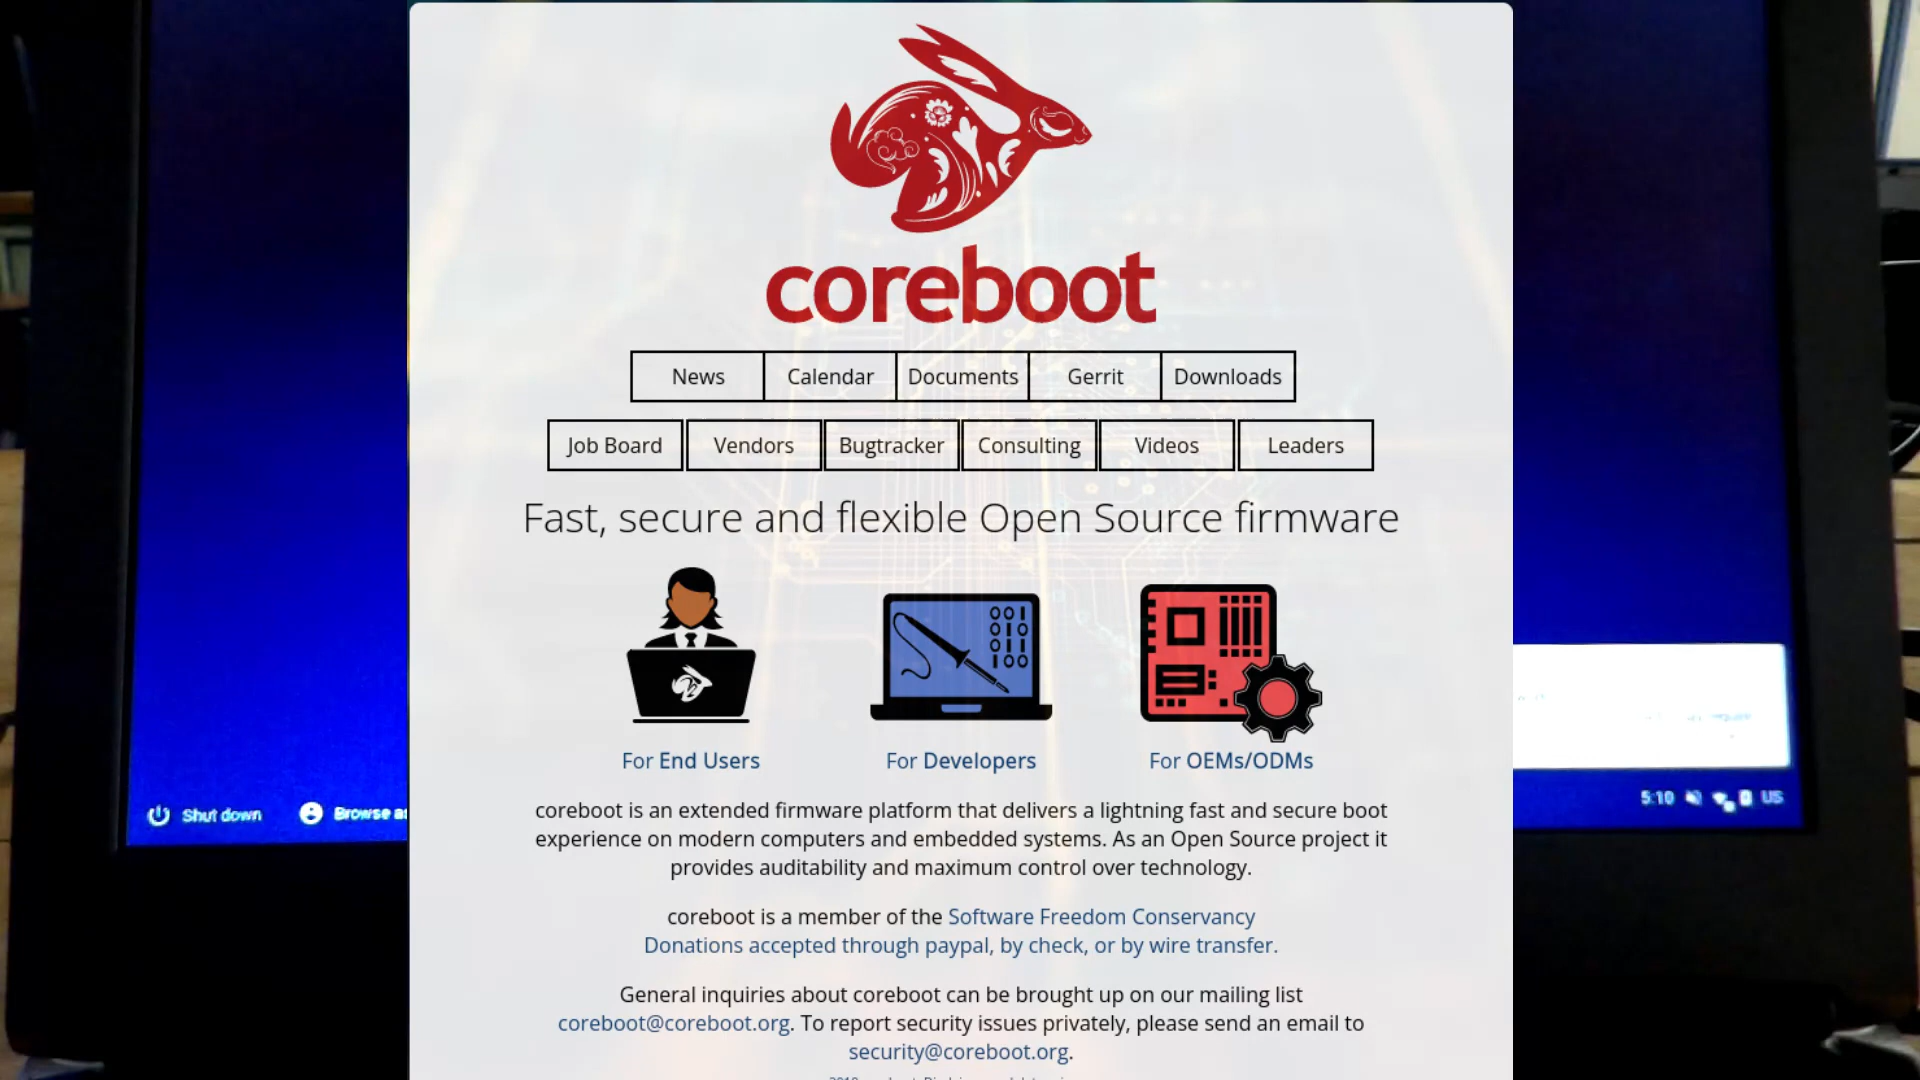 coreboot
News Calendar Documents Gerrit Downloads
Job Board Vendors Bugtracker Consulting Videos Leaders
Fast, secure and flexible Open Source firmware
001
010
011
100
For End Users For Developers For OEMs/ODMs
coreboot is an extended firmware platform that delivers a lightning fast and secure boot
experience on modern computers and embedded systems. As an Open Source project it
provides auditability and maximum control over technology.
coreboot is a member of the Software Freedom Conservancy
Donations accepted through paypal, by check, or by wire transfer.
General inquiries about coreboot can be brought up on our mailing list
coreboot@coreboot.org. To report security issues privately, please send an email to
security@coreboot.org.
Shut down Browse
5:10 US